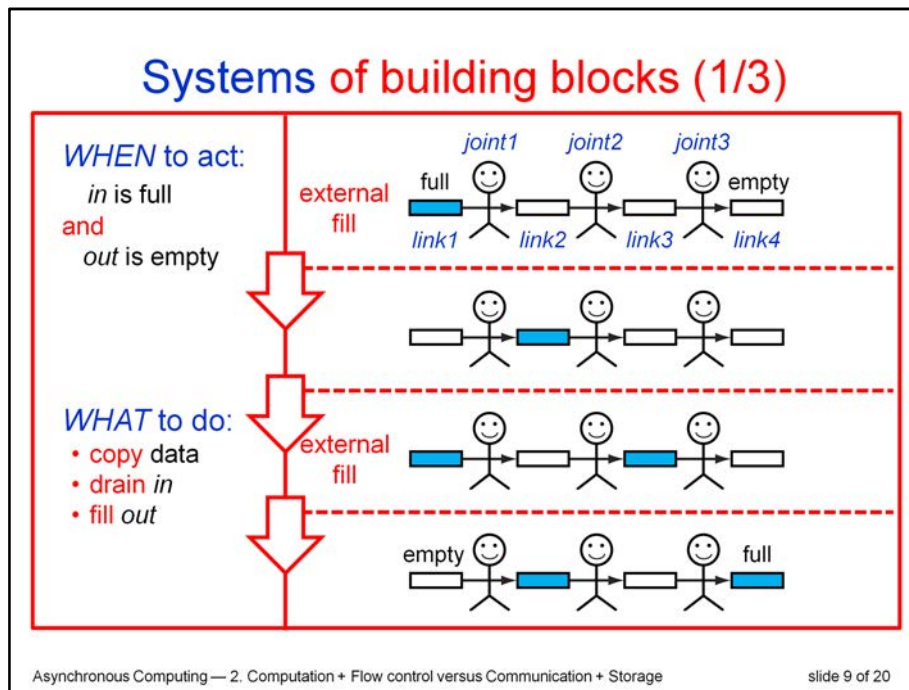 Systems of building blocks (1/3)
WHEN to act:
in is full
and
out is empty
WHAT to do:
• copy data
• drain in
• fill out
joint1 joint2 joint3
full empty
external
fill
link1 link2 link3 link4
external
fill
empty full
Asynchronous Computing — 2. Computation + Flow control versus Communication + Storage slide 9 of 20